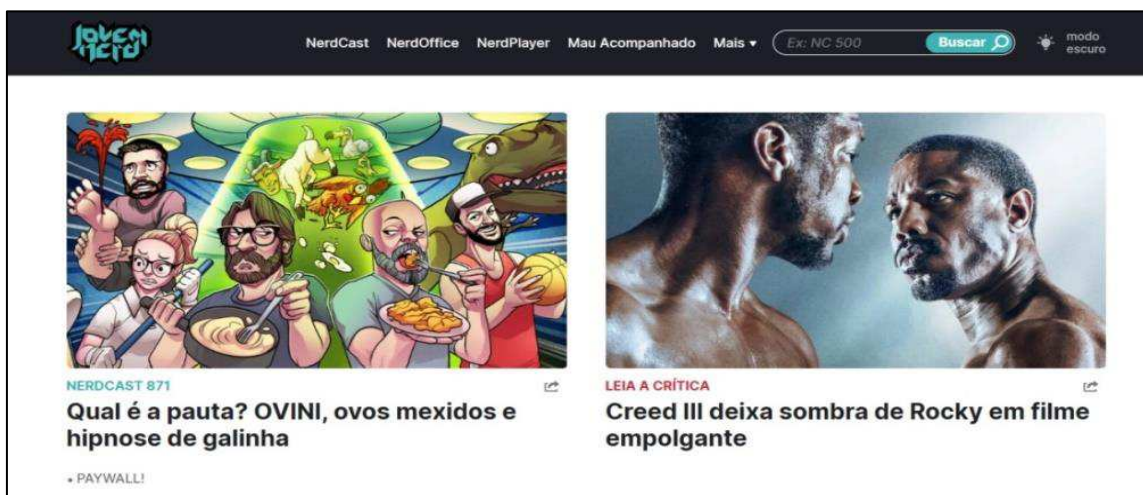 JOVEM
NERD
NerdCast NerdOffice NerdPlayer Mau Acompanhado Mais ▾ Ex: NC 500 Buscar modo
escuro
NERDCAST 871
Qual é a pauta? OVINI, ovos mexidos e
hipnose de galinha
• PAYWALL!
LEIA A CRÍTICA
Creed III deixa sombra de Rocky em filme
empolgante